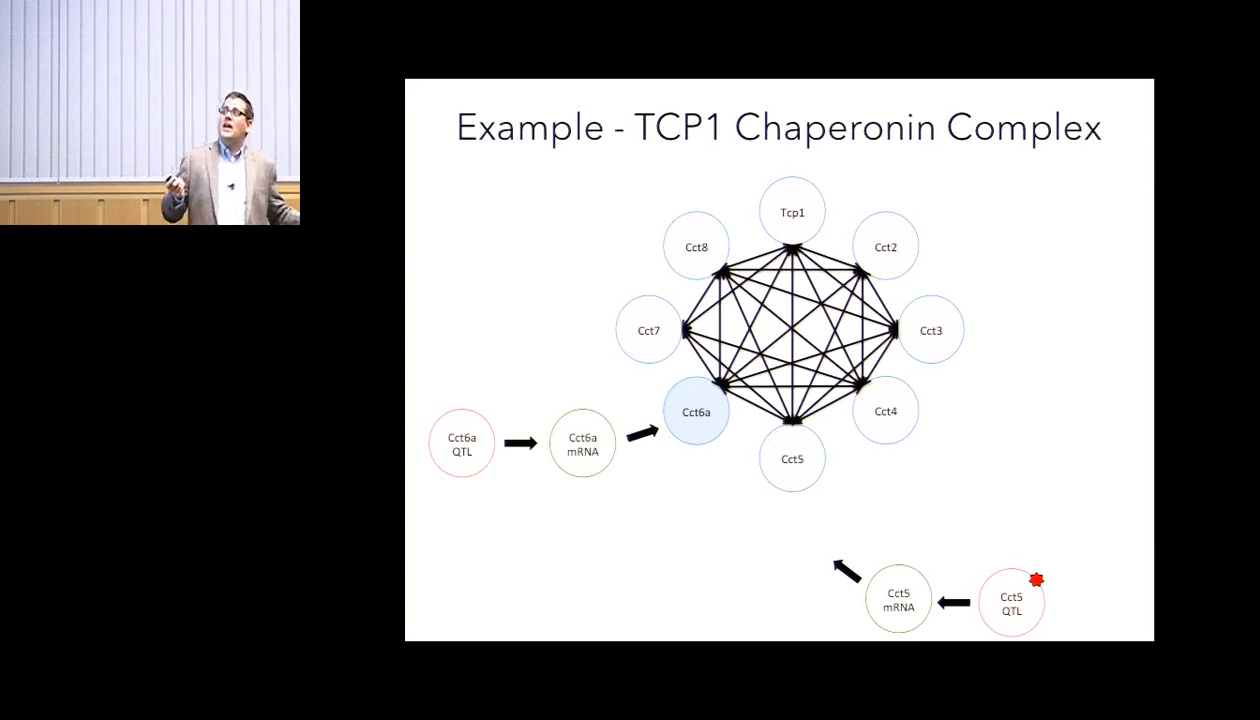 Example - TCP1 Chaperonin Complex
Tcp1
Cct8
Cct2
Cct7
Cct3
Cct6a
Cct4
Cct6a
QTL
Cct6a
mRNA
Cct5
Cct5
mRNA
Cct5
QTL